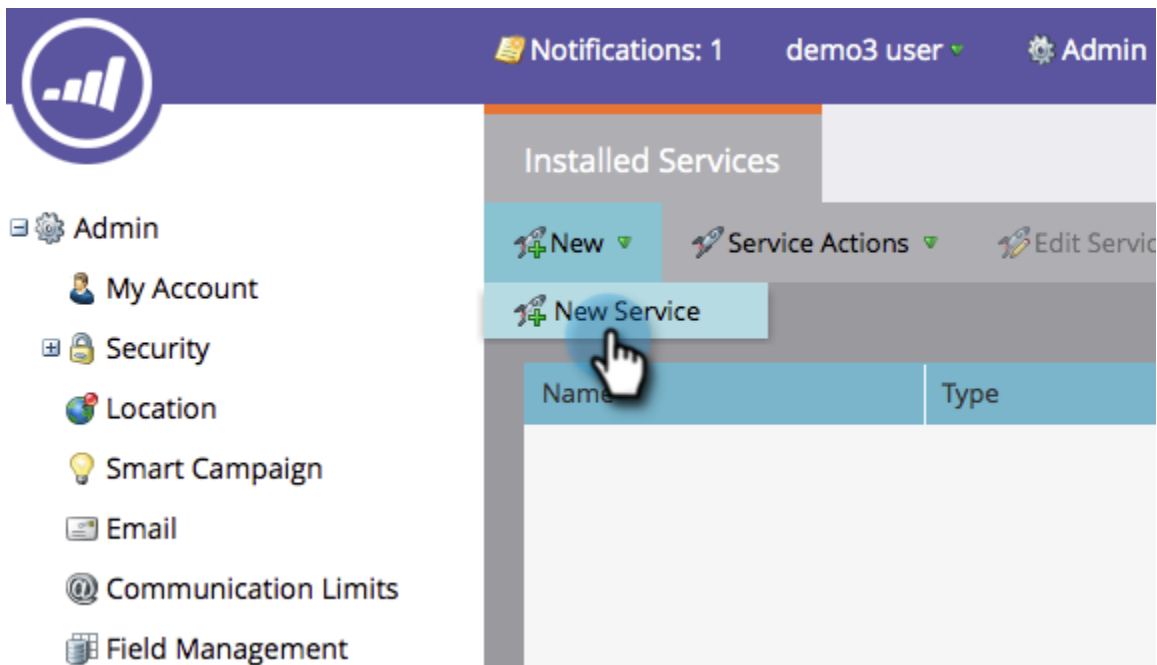 Notifications: 1 demo3 user Admin
Installed Services
Admin
New Service Actions Edit Servic
My Account
New Service
Security
Name Type
Location
Smart Campaign
Email
Communication Limits
Field Management